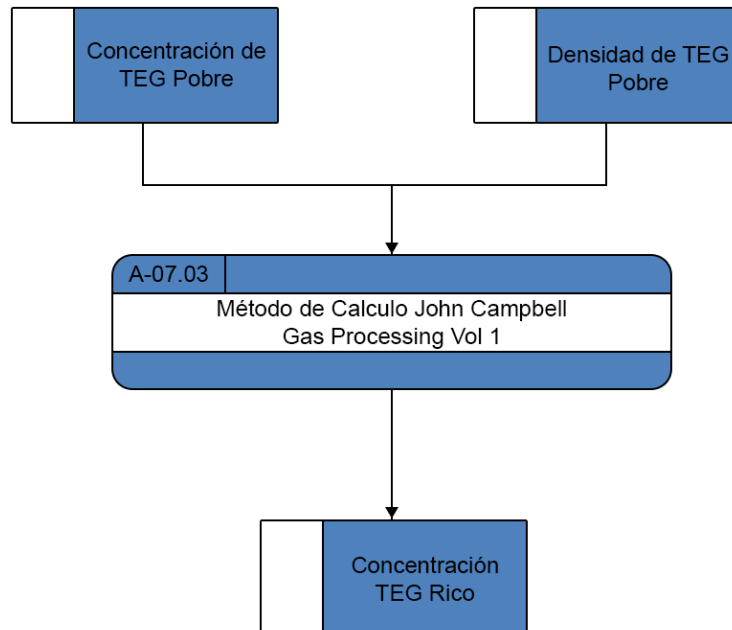 Concentración de
TEG Pobre
Densidad de TEG
Pobre
A-07.03
Método de Calculo John Campbell
Gas Processing Vol 1
Concentración
TEG Rico